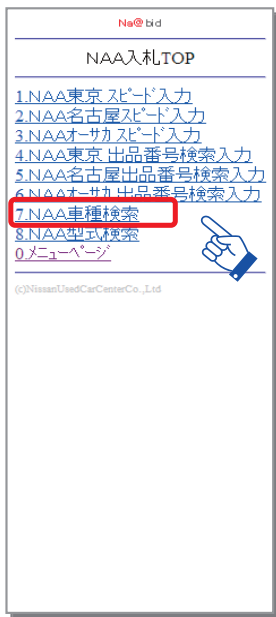 Na@bid
NAA入札TOP
1.NAA東京 ｽﾋﾟｰﾄﾞ入力
2.NAA名古屋ｽﾋﾟｰﾄﾞ入力
3.NAAｵｰｻｶ ｽﾋﾟｰﾄﾞ入力
4.NAA東京 出品番号検索入力
5.NAA名古屋出品番号検索入力
6.NAAｵｰｻｶ出品番号検索入力
7.NAA車種検索
8.NAA型式検索
0.ﾒﾆｭｰﾍﾟｰｼﾞ
(c)NissanUsedCarCenterCo.,Ltd